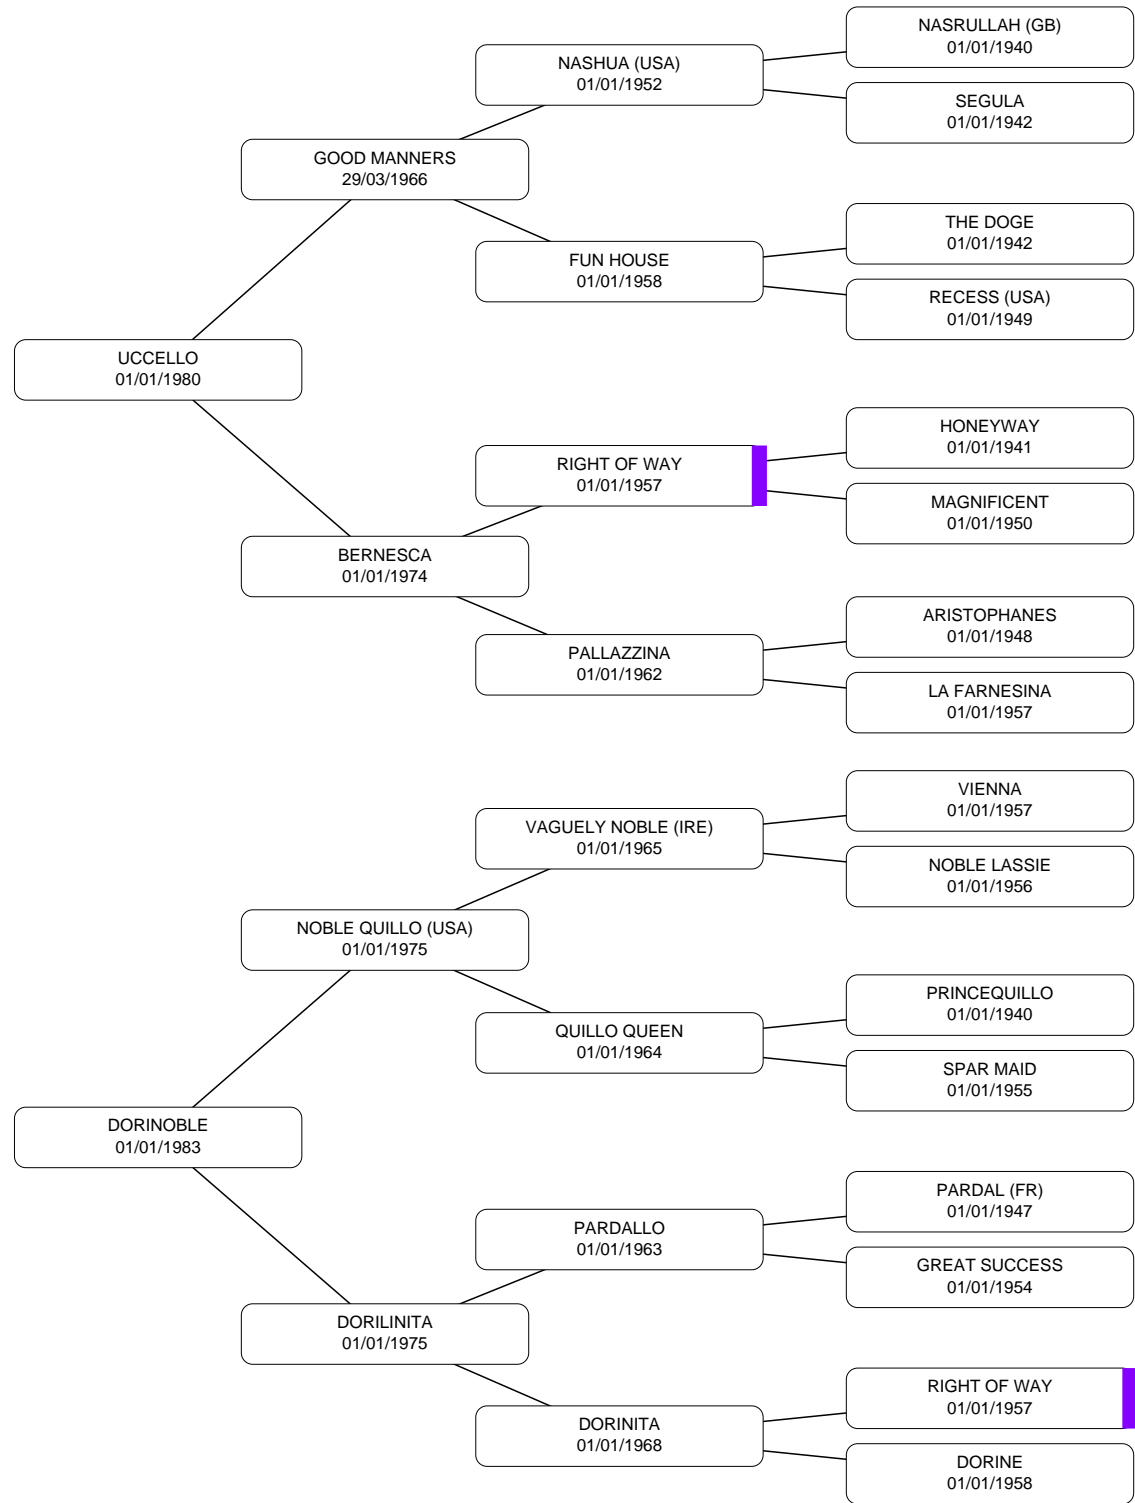 NASRULLAH (GB)
01/01/1940
NASHUA (USA)
01/01/1952
SEGULA
01/01/1942
GOOD MANNERS
29/03/1966
THE DOGE
01/01/1942
FUN HOUSE
01/01/1958
RECESS (USA)
01/01/1949
UCCELLO
01/01/1980
HONEYWAY
01/01/1941
RIGHT OF WAY
01/01/1957
MAGNIFICENT
01/01/1950
BERNESCA
01/01/1974
ARISTOPHANES
01/01/1948
PALLAZZINA
01/01/1962
LA FARNESINA
01/01/1957
VIENNA
01/01/1957
VAGUELY NOBLE (IRE)
01/01/1965
NOBLE LASSIE
01/01/1956
NOBLE QUILLO (USA)
01/01/1975
PRINCEQUILLO
01/01/1940
QUILLO QUEEN
01/01/1964
SPAR MAID
01/01/1955
DORINOBLE
01/01/1983
PARDAL (FR)
01/01/1947
PARDALLO
01/01/1963
GREAT SUCCESS
01/01/1954
DORILINITA
01/01/1975
RIGHT OF WAY
01/01/1957
DORINITA
01/01/1968
DORINE
01/01/1958